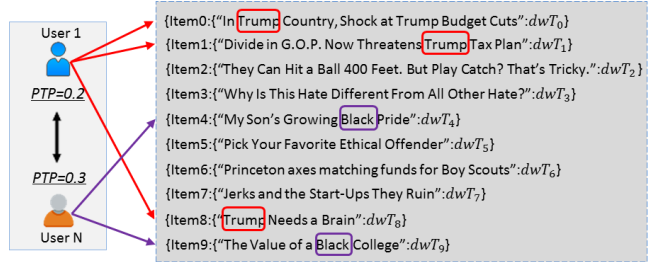 User 1
PTP=0.2
PTP=0.3
User N
{Item0:{“In Trump Country, Shock at Trump Budget Cuts”:dwT0}
{Item1:{“Divide in G.O.P. Now Threatens Trump Tax Plan”:dwT1}
{Item2:{“They Can Hit a Ball 400 Feet. But Play Catch? That’s Tricky.”:dwT2}
{Item3:{“Why Is This Hate Different From All Other Hate?”:dwT3}
{Item4:{“My Son’s Growing Black Pride”:dwT4}
{Item5:{“Pick Your Favorite Ethical Offender”:dwT5}
{Item6:{“Princeton axes matching funds for Boy Scouts”:dwT6}
{Item7:{“Jerks and the Start-Ups They Ruin”:dwT7}
{Item8:{“Trump Needs a Brain”:dwT8}
{Item9:{“The Value of a Black College”:dwT9}